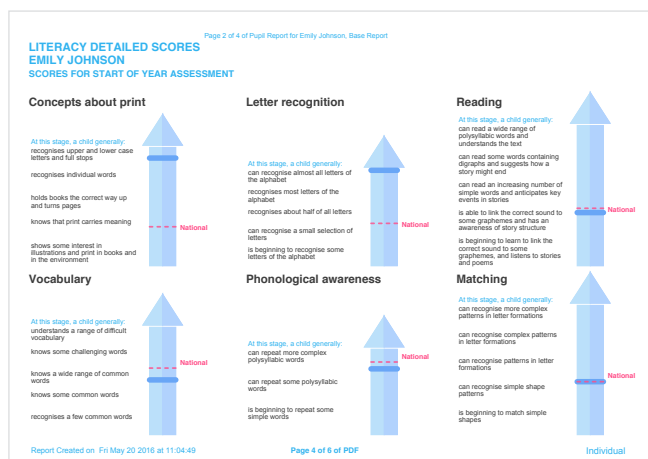 Page 2 of 4 of Pupil Report for Emily Johnson, Base Report
LITERACY DETAILED SCORES
EMILY JOHNSON
SCORES FOR START OF YEAR ASSESSMENT
Concepts about print
At this stage, a child generally:
recognises upper and lower case
letters and full stops
recognises individual words
holds books the correct way up
and turns pages
knows that print carries meaning
shows some interest in
illustrations and print in books and
in the environment
National
Letter recognition
At this stage, a child generally:
can recognise almost all letters of
the alphabet
recognises most letters of the
alphabet
recognises about half of all letters
can recognise a small selection of
letters
is beginning to recognise some
letters of the alphabet
National
Reading
At this stage, a child generally:
can read a wide range of
polysyllabic words and
understands the text
can read some words containing
digraphs and suggests how a
story might end
can read an increasing number of
simple words and anticipates key
events in stories
is able to link the correct sound to
some graphemes and has an
awareness of story structure
is beginning to learn to link the
correct sound to some
graphemes, and listens to stories
and poems
National
Vocabulary
At this stage, a child generally:
understands a range of difficult
vocabulary
knows some challenging words
knows a wide range of common
words
knows some common words
recognises a few common words
National
Phonological awareness
At this stage, a child generally:
can repeat more complex
polysyllabic words
can repeat some polysyllabic
words
is beginning to repeat some
simple words
National
Matching
At this stage, a child generally:
can recognise more complex
patterns in letter formations
can recognise complex patterns
in letter formations
can recognise patterns in letter
formations
can recognise simple shape
patterns
is beginning to match simple
shapes
National
Report Created on Fri May 20 2016 at 11:04:49
Page 4 of 6 of PDF
Individual